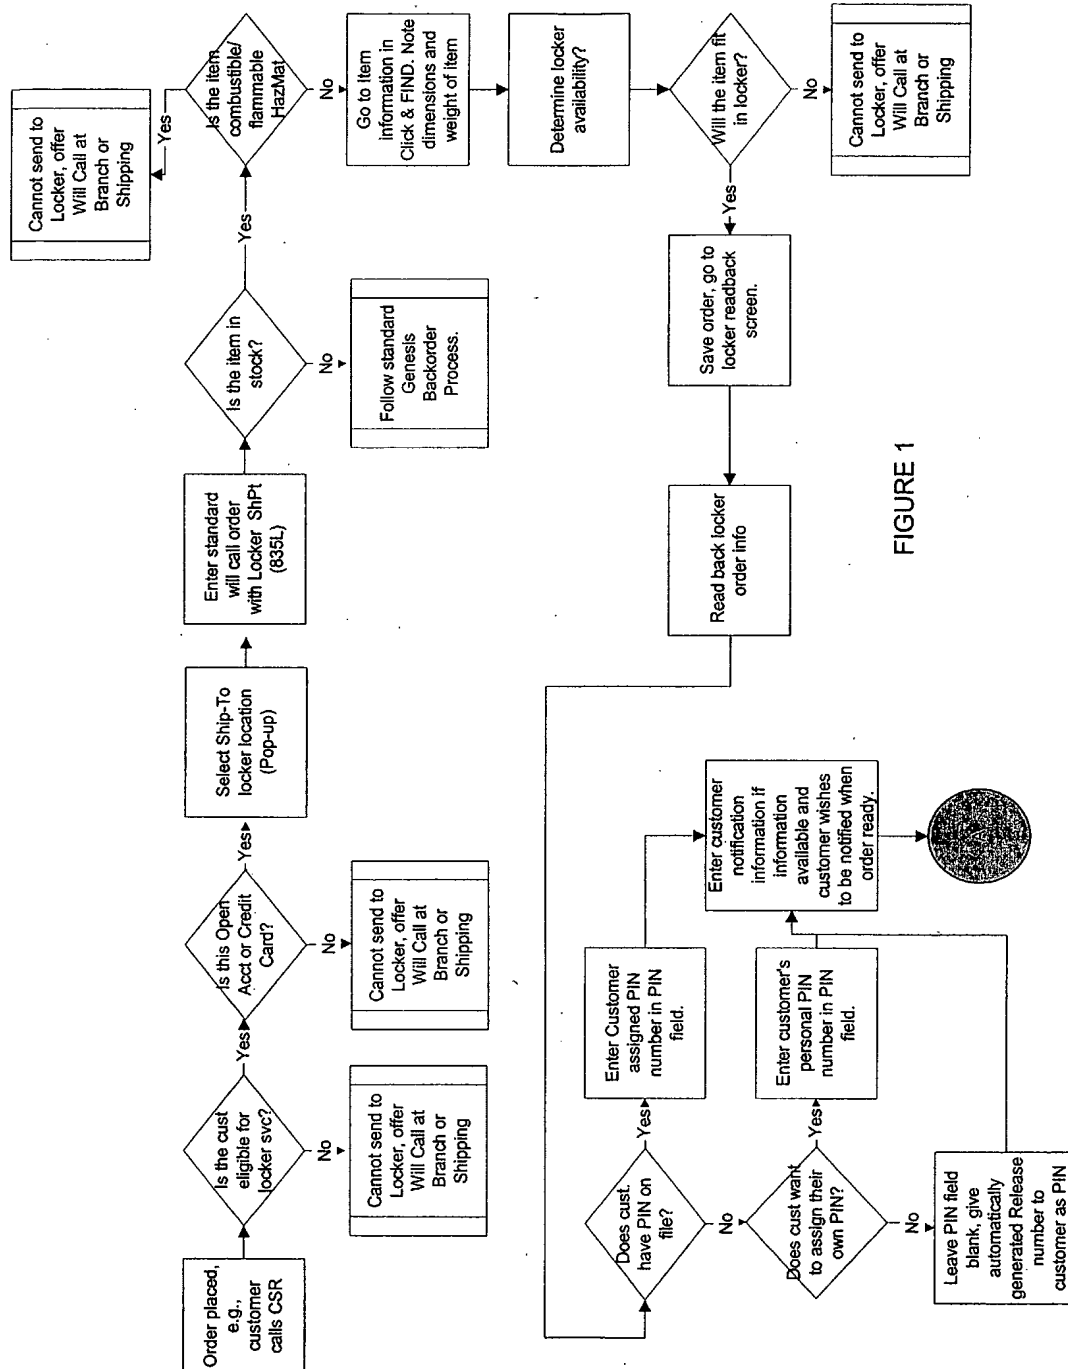 Order placed,
e.g.,
customer
calls CSR
Is the cust
eligible for
locker svc?
Yes
No
Cannot send to
Locker, offer
Will Call at
Branch or
Shipping
Is this Open
Acct or Credit
Card?
Yes
No
Cannot send to
Locker, offer
Will Call at
Branch or
Shipping
Select Ship-To
locker location
(Pop-up)
Enter standard
will call order
with Locker ShPt
(835L)
Is the item in
stock?
Yes
No
Follow standard
Genesis
Backorder
Process.
Is the item
combustible/
flammable
HazMat
Yes
Cannot send to
Locker, offer
Will Call at
Branch or
Shipping
No
Go to Item
information in
Click & FIND. Note
dimensions and
weight of item
Determine locker
availability?
Will the item fit
in locker?
No
Cannot send to
Locker, offer
Will Call at
Branch or
Shipping
Yes
Save order, go to
locker readback
screen.
Read back locker
order info
Does cust.
have PIN on
file?
Yes
Enter Customer
assigned PIN
number in PIN
field.
No
Does cust want
to assign their
own PIN?
Yes
Enter customer's
personal PIN
number in PIN
field.
No
Leave PIN field
blank, give
automatically
generated Release
number to
customer as PIN
Enter customer
notification
information if
information
available and
customer wishes
to be notified when
order ready.
FIGURE 1